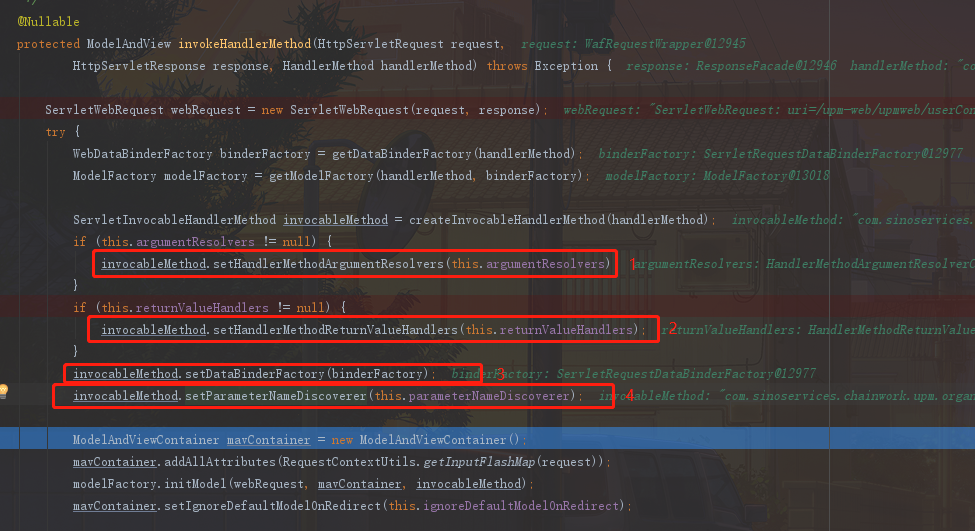 */
@Nullable
protected ModelAndView invokeHandlerMethod(HttpServletRequest request, request: WafRequestWrapper@12945
HttpServletResponse response, HandlerMethod handlerMethod) throws Exception { response: ResponseFacade@12946 handlerMethod: "co
ServletWebRequest webRequest = new ServletWebRequest(request, response); webRequest: "ServletWebRequest: uri=/upm-web/upmweb/userCon
try {
WebDataBinderFactory binderFactory = getDataBinderFactory(handlerMethod); binderFactory: ServletRequestDataBinderFactory@12977
ModelFactory modelFactory = getModelFactory(handlerMethod, binderFactory); modelFactory: ModelFactory@13018
ServletInvocableHandlerMethod invocableMethod = createInvocableHandlerMethod(handlerMethod); invocableMethod: "com.sinoservices.
if (this.argumentResolvers != null) {
invocableMethod.setHandlerMethodArgumentResolvers(this.argumentResolvers) 1 argumentResolvers: HandlerMethodArgumentResolverC
}
if (this.returnValueHandlers != null) {
invocableMethod.setHandlerMethodReturnValueHandlers(this.returnValueHandlers); 2 returnValueHandlers: HandlerMethodReturnValue
}
invocableMethod.setDataBinderFactory(binderFactory); 3 binderFactory: ServletRequestDataBinderFactory@12977
invocableMethod.setParameterNameDiscoverer(this.parameterNameDiscoverer); 4 invocableMethod: "com.sinoservices.chainwork.upm.organ
ModelAndViewContainer mavContainer = new ModelAndViewContainer();
mavContainer.addAllAttributes(RequestContextUtils.getInputFlashMap(request));
modelFactory.initModel(webRequest, mavContainer, invocableMethod);
mavContainer.setIgnoreDefaultModelOnRedirect(this.ignoreDefaultModelOnRedirect);